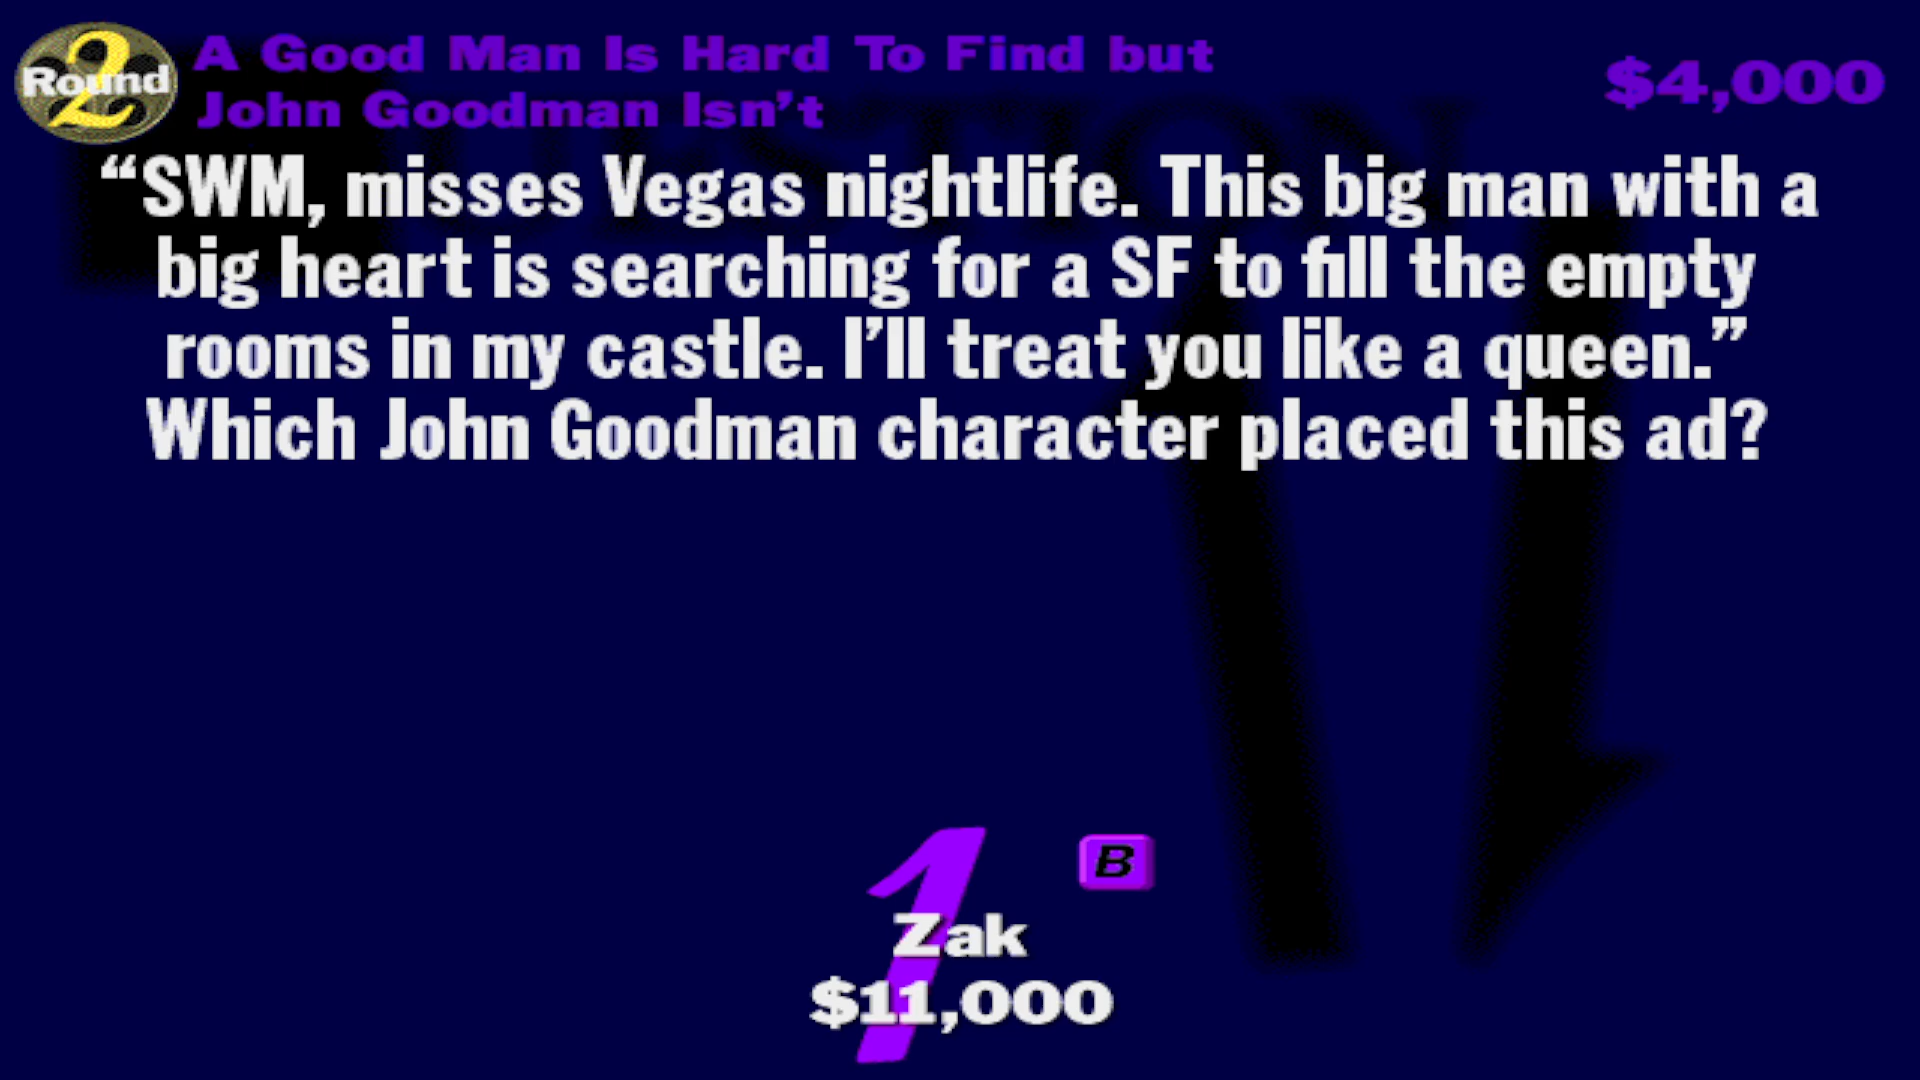 2
Round
A Good Man Is Hard To Find but
John Goodman Isn't
$4,000
“SWM, misses Vegas nightlife. This big man with a
big heart is searching for a SF to fill the empty
rooms in my castle. I’ll treat you like a queen.”
Which John Goodman character placed this ad?
1
B
Zak
$11,000